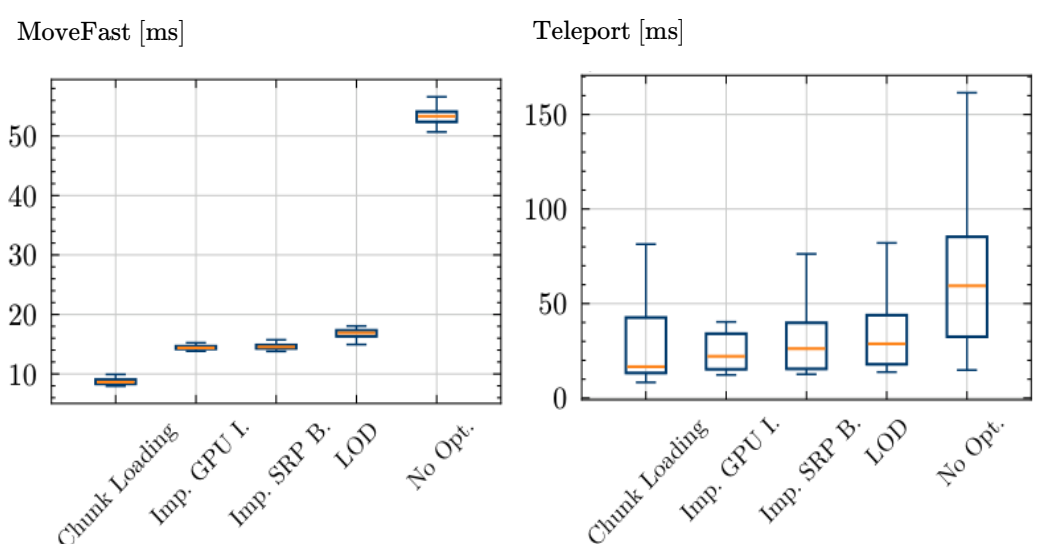 MoveFast [ms]
50
40
30
20
10
Chunk Loading
Imp. GPU I.
Imp. SRP B.
LOD
No Opt.
Teleport [ms]
150
100
50
0
Chunk Loading
Imp. GPU I.
Imp. SRP B.
LOD
No Opt.